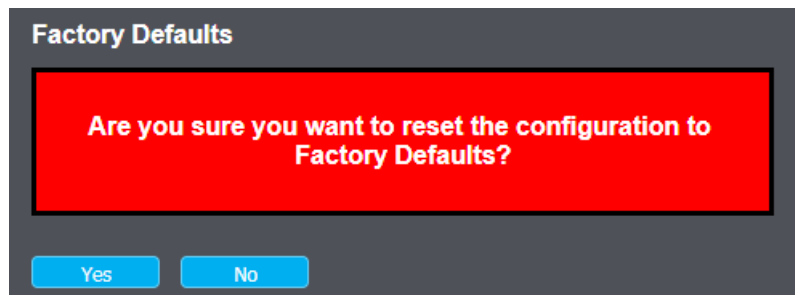 Factory Defaults
Are you sure you want to reset the configuration to
Factory Defaults?
Yes No